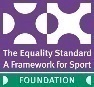 The Equality Standard
A Framework for Sport
FOUNDATION